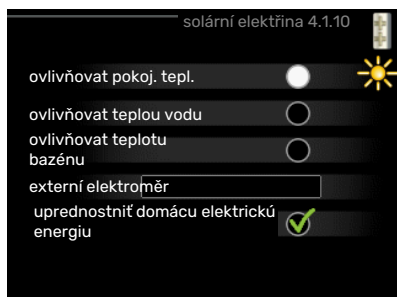 solární elektřina 4.1.10
ovlivňovat pokoj. tepl.
ovlivňovat teplou vodu
ovlivňovat teplotu
bazénu
externí elektroměr
uprednostniť domácu elektrickú
energiu